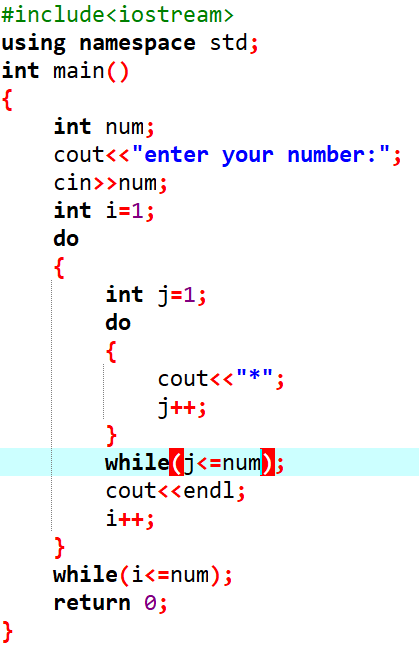 #include<iostream>
using namespace std;
int main()
{
    int num;
    cout<<"enter your number:";
    cin>>num;
    int i=1;
    do
    {
        int j=1;
        do
        {
            cout<<"*";
            j++;
        }
        while(j<=num);
        cout<<endl;
        i++;
    }
    while(i<=num);
    return 0;
}